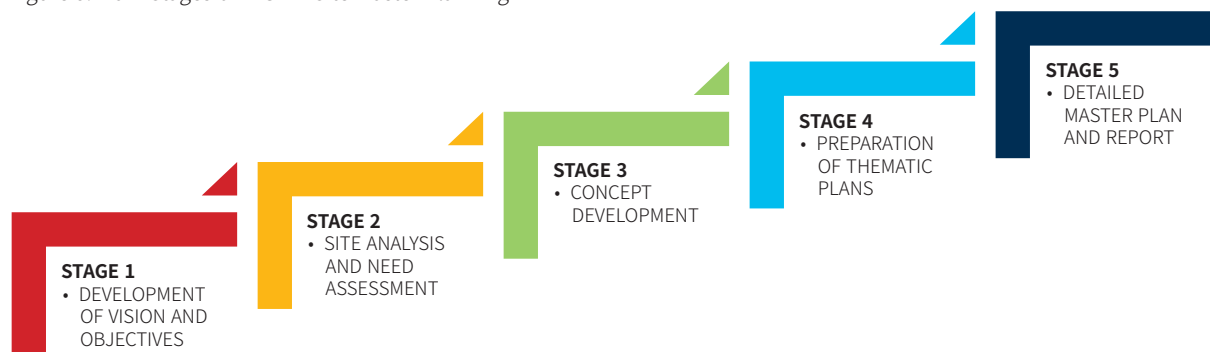 STAGE 1
• DEVELOPMENT
OF VISION AND
OBJECTIVES
STAGE 2
• SITE ANALYSIS
AND NEED
ASSESSMENT
STAGE 3
• CONCEPT
DEVELOPMENT
STAGE 4
• PREPARATION
OF THEMATIC
PLANS
STAGE 5
• DETAILED
MASTER PLAN
AND REPORT